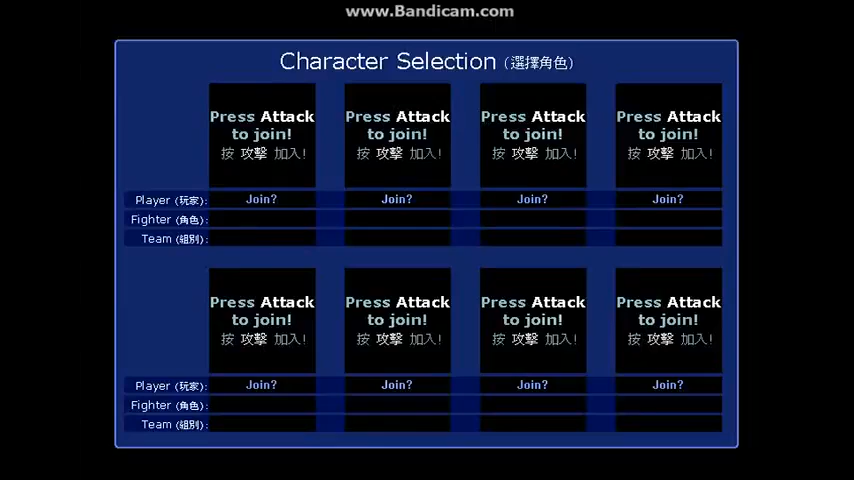 www.Bandicam.com
Character Selection (選擇角色)
Press Attack to join! 按 攻擊 加入!
Press Attack to join! 按 攻擊 加入!
Press Attack to join! 按 攻擊 加入!
Press Attack to join! 按 攻擊 加入!
Player (玩家): Join? Join? Join? Join?
Fighter (角色):
Team (組別):
Press Attack to join! 按 攻擊 加入!
Press Attack to join! 按 攻擊 加入!
Press Attack to join! 按 攻擊 加入!
Press Attack to join! 按 攻擊 加入!
Player (玩家): Join? Join? Join? Join?
Fighter (角色):
Team (組別):